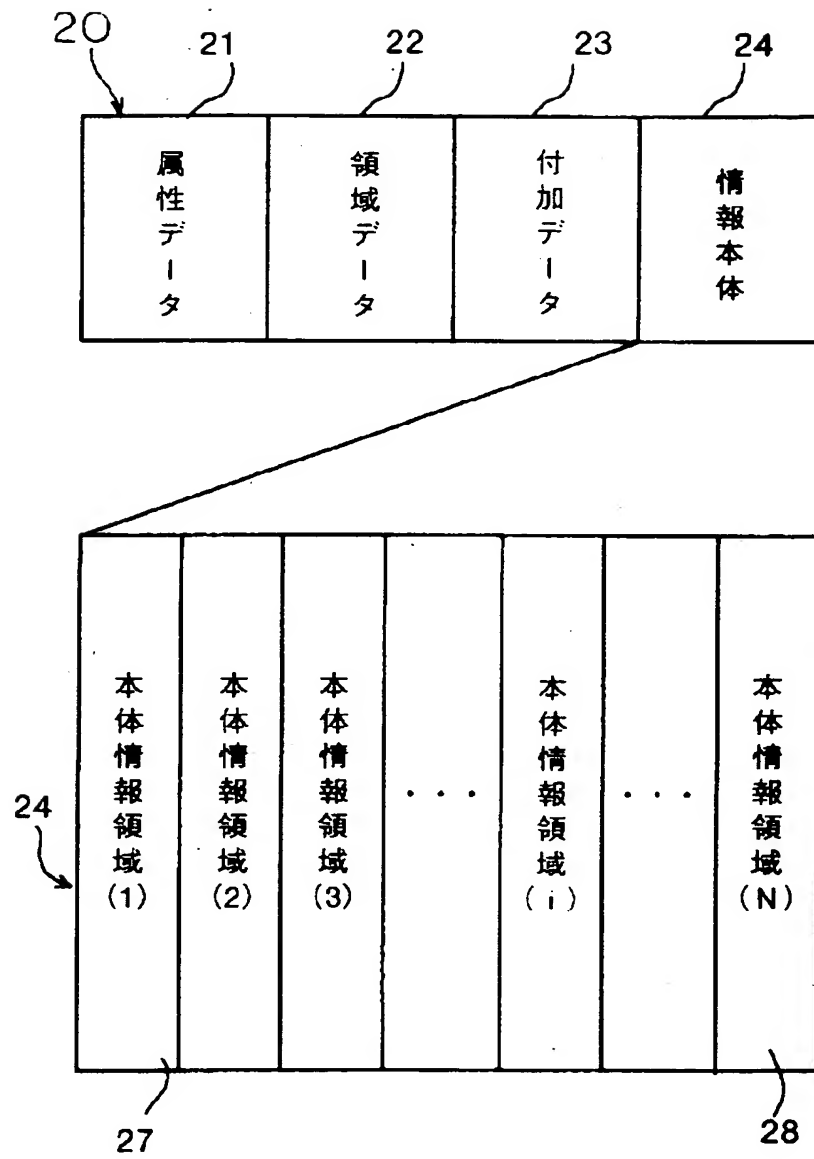 20
21
22
23
24
属性データ
領域データ
付加データ
情報本体
本体情報領域(1)
本体情報領域(2)
本体情報領域(3)
・・・
本体情報領域(i)
・・・
本体情報領域(N)
24
27
28